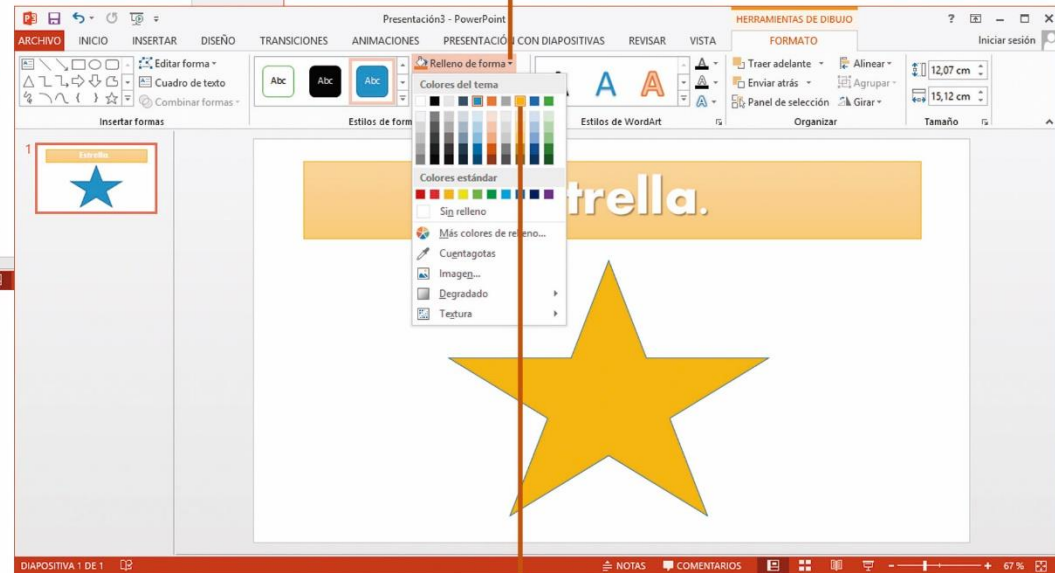 Presentación3 - PowerPoint
HERRAMIENTAS DE DIBUJO
ARCHIVO INICIO INSERTAR DISEÑO TRANSICIONES ANIMACIONES PRESENTACIÓN CON DIAPOSITIVAS REVISAR VISTA FORMATO Iniciar sesión
Editar forma
Cuadro de texto
Combinar formas
Insertar formas
Abc Abc Abc
Relleno de forma
Estilos de form
A A
Estilos de WordArt
Traer adelante
Enviar atrás
Panel de selección
Alinear
Agrupar
Girar
Organizar
12,07 cm
15,12 cm
Tamaño
Colores del tema
Colores estándar
Sin relleno
Más colores de relleno...
Cuentagotas
Imagen...
Degradado
Textura
1
Estrella.
trella.
DIAPOSITIVA 1 DE 1
NOTAS COMENTARIOS 67 %